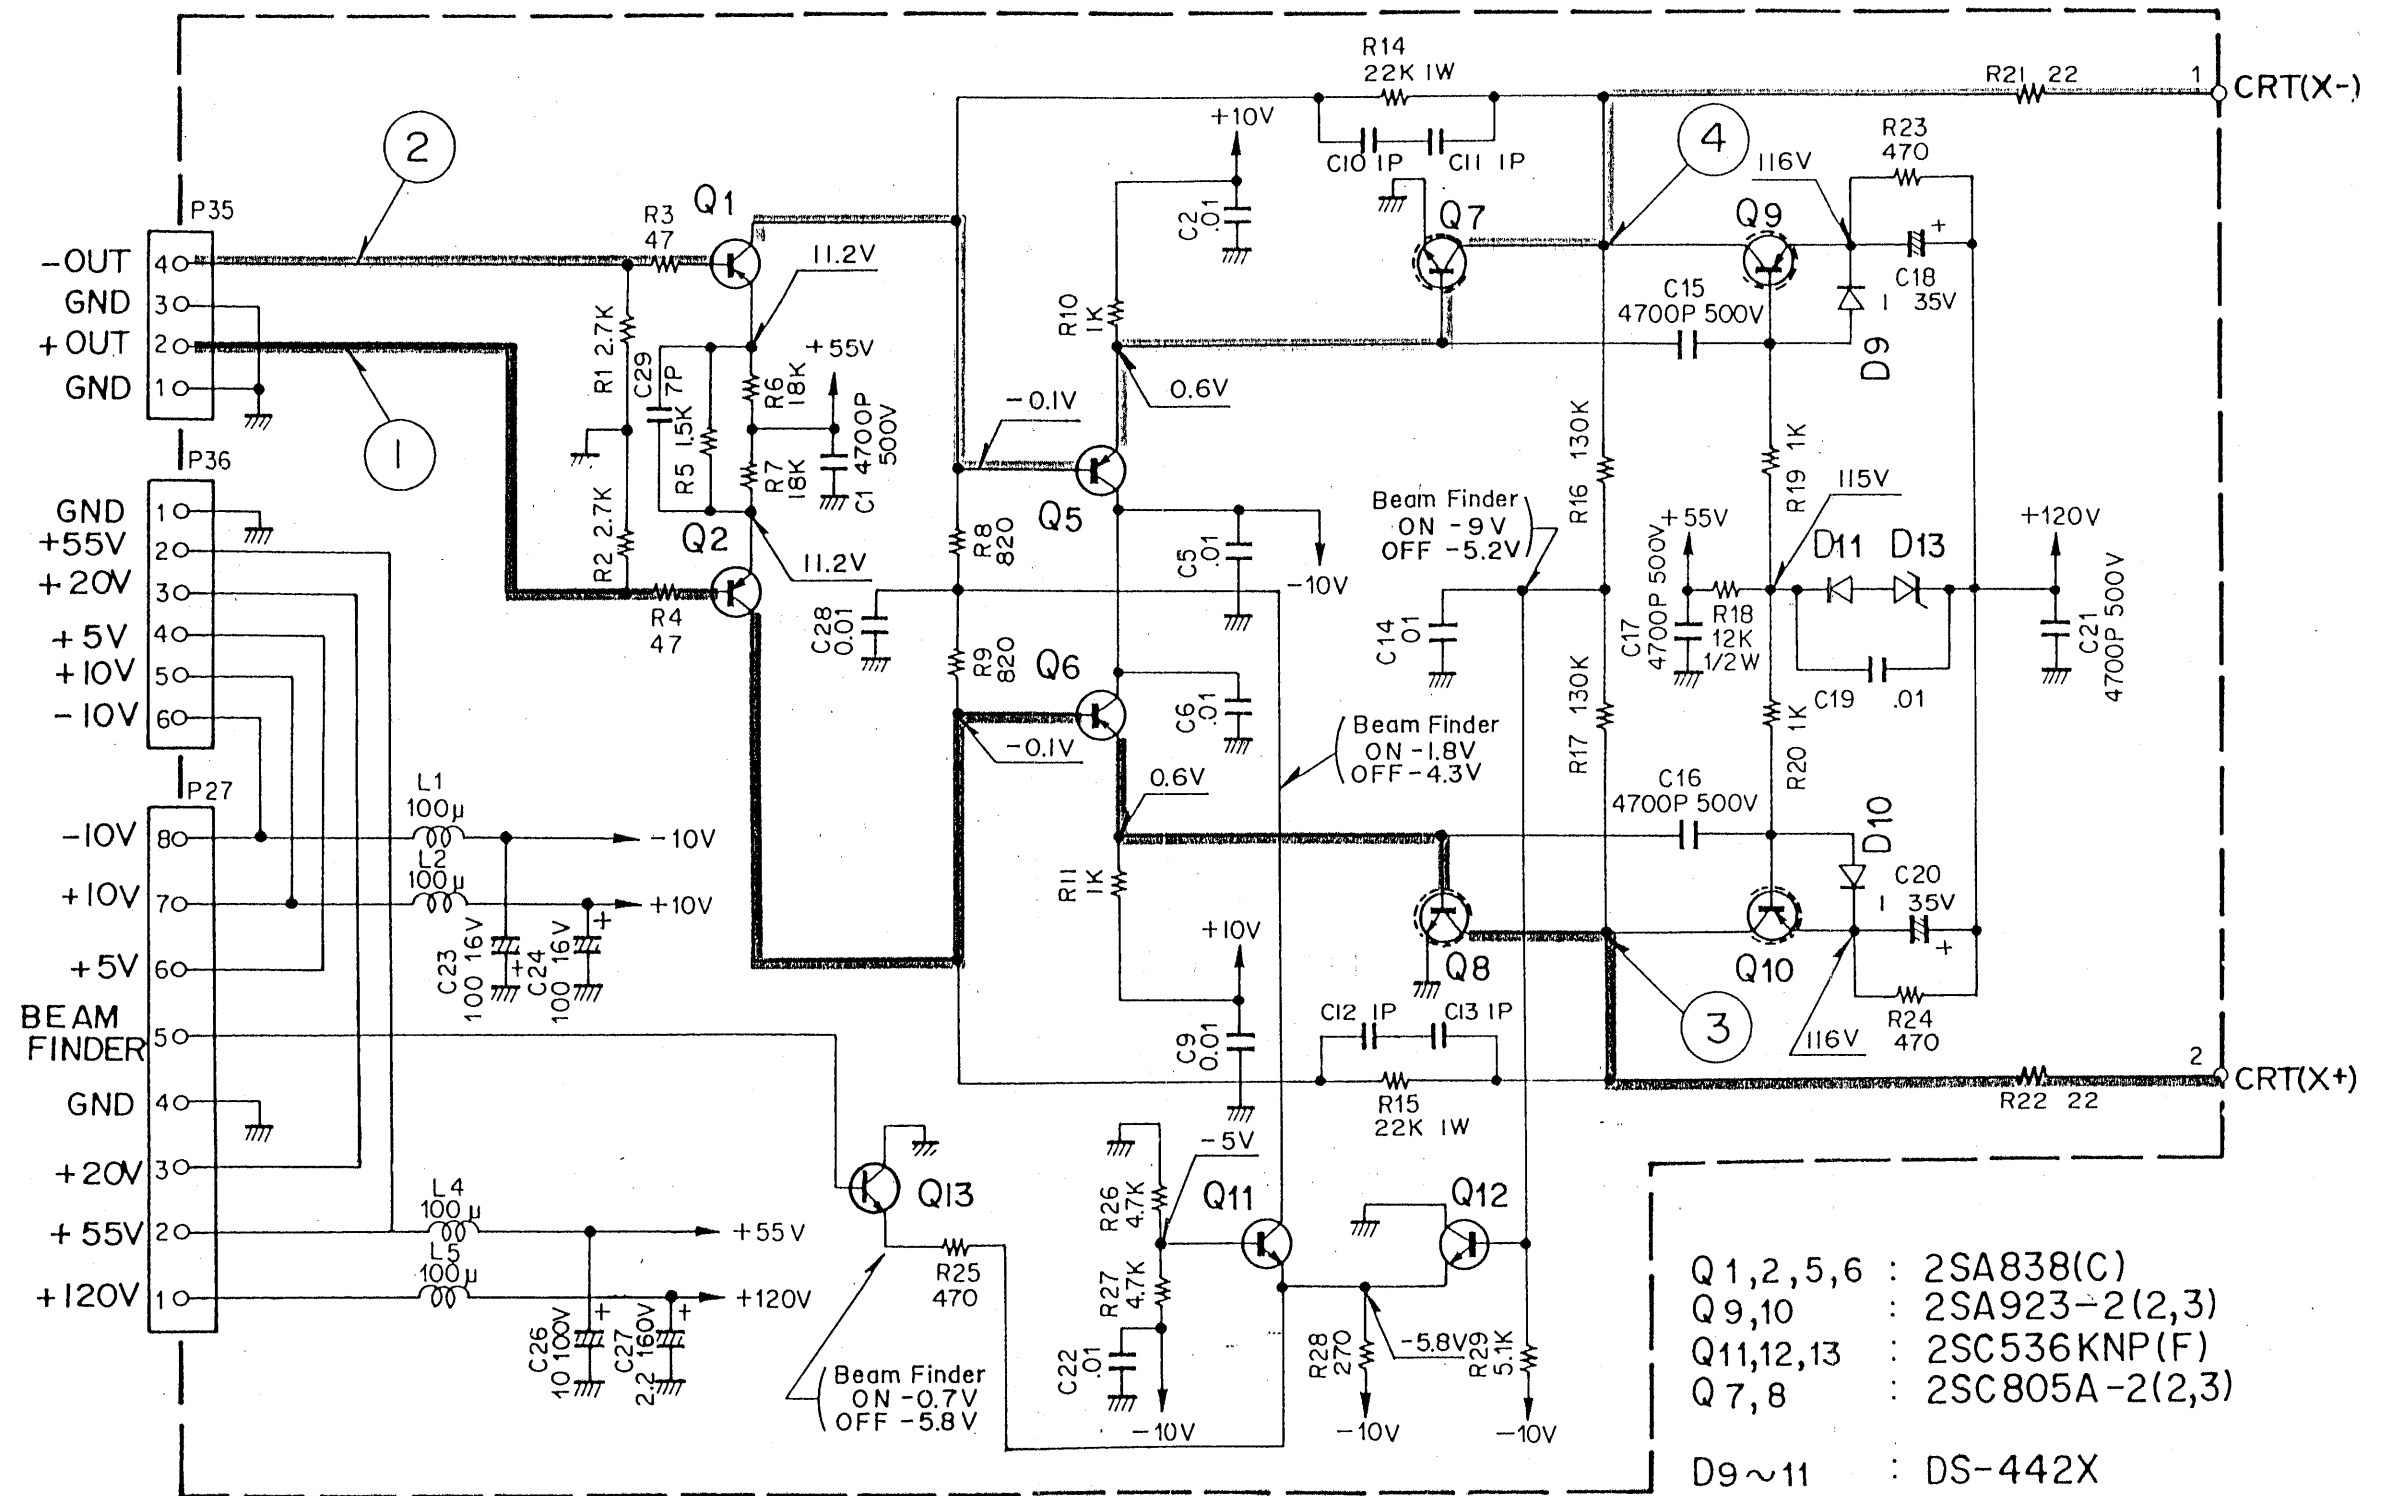 R14
22K 1W
R21 22
1
CRT(X-)
+10V
C10 1P
C11 1P
4
116V
R23
470
2
P35
Q1
R3
47
C2
.01
Q7
Q9
+
C18
1 35V
-OUT
4
GND
3
+OUT
2
GND
1
11.2V
R1 2.7K
C29
7P
R5 1.5K
R6
18K
+55V
R7
18K
C1 4700P
500V
R10
1K
C15
4700P 500V
D9
0.6V
-0.1V
1
R16 130K
R19 1K
P36
GND
1
+55V
2
+20V
3
+5V
4
+10V
5
-10V
6
R2 2.7K
Q2
11.2V
R4
47
R8
820
Q5
C5
.01
-10V
Beam Finder
ON -9V
OFF -5.2V
115V
+55V
D11
D13
+120V
C28
0.01
R9
820
Q6
C6
.01
C14
.01
C17
4700P 500V
R18
12K
1/2W
C19 .01
C21
4700P 500V
-0.1V
0.6V
Beam Finder
ON -1.8V
OFF -4.3V
R17 130K
R20 1K
C16
4700P 500V
D10
P27
L1
100μ
-10V
8
-10V
L2
100μ
+10V
7
+10V
R11
1K
C20
1 35V
+
C23
100 16V
+
C24
100 16V
+
+5V
6
+10V
Q8
Q10
BEAM
FINDER
5
C9
0.01
C12 1P
C13 1P
3
116V
R24
470
2
CRT(X+)
R15
22K 1W
R22 22
GND
4
+20V
3
Q13
R25
470
-5V
R26
4.7K
Q11
Q12
L4
100μ
+55V
2
+55V
L5
100μ
+120V
1
+120V
R27
4.7K
C26
10 100V
+
C27
2.2 160V
+
C22
.01
R28
270
-5.8V
R29
5.1K
Beam Finder
ON -0.7V
OFF -5.8V
-10V
-10V
-10V
Q1,2,5,6 : 2SA838(C)
Q9,10 : 2SA923-2(2,3)
Q11,12,13 : 2SC536KNP(F)
Q7,8 : 2SC805A-2(2,3)
D9~11 : DS-442X